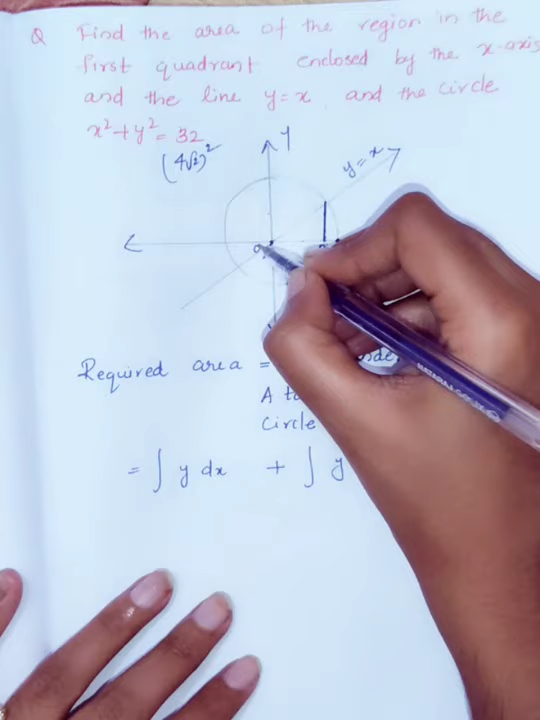 Q Find the area of the region in the
first quadrant enclosed by the x-axis
and the line y=x and the circle
x²+y²= 32
(4√2)²
Y
y=x
Required area =
A
Circle
= ∫ y dx + ∫ y